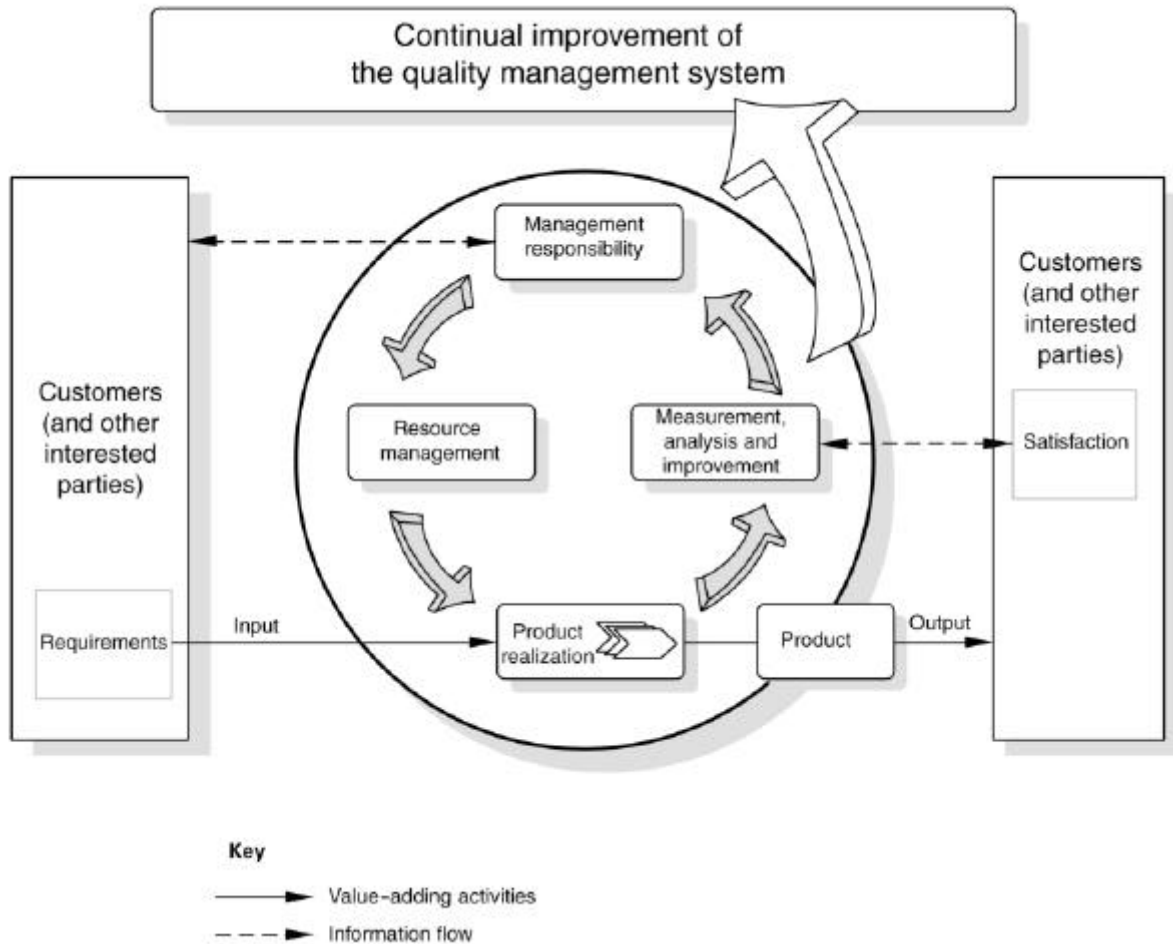 Continual improvement of
the quality management system
Management
responsibility
Customers
(and other
interested
parties)
Customers
(and other
interested
parties)
Resource
management
Measurement,
analysis and
improvement
Satisfaction
Requirements
Input
Product
realization
Product
Output
Key
Value-adding activities
Information flow